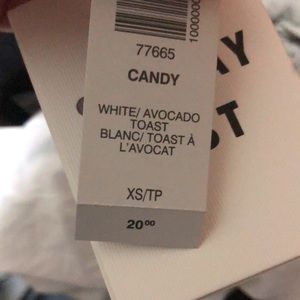 77665
CANDY
WHITE/ AVOCADO
TOAST
BLANC/ TOAST À
L'AVOCAT
XS/TP
20⁰⁰